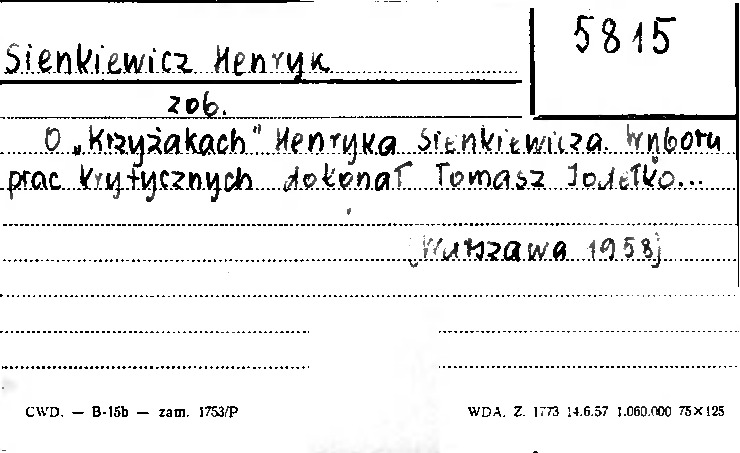 5815
Sienkiewicz Henryk
zob.
O „Krzyżakach" Henryka Sienkiewicza. Wyboru
prac krytycznych dokonał Tomasz Jodełko...
[Warszawa 1958]
CWD. — B-15b — zam. 1753/P
WDA. Z. 1773 14.6.57 1.060.000 75×125